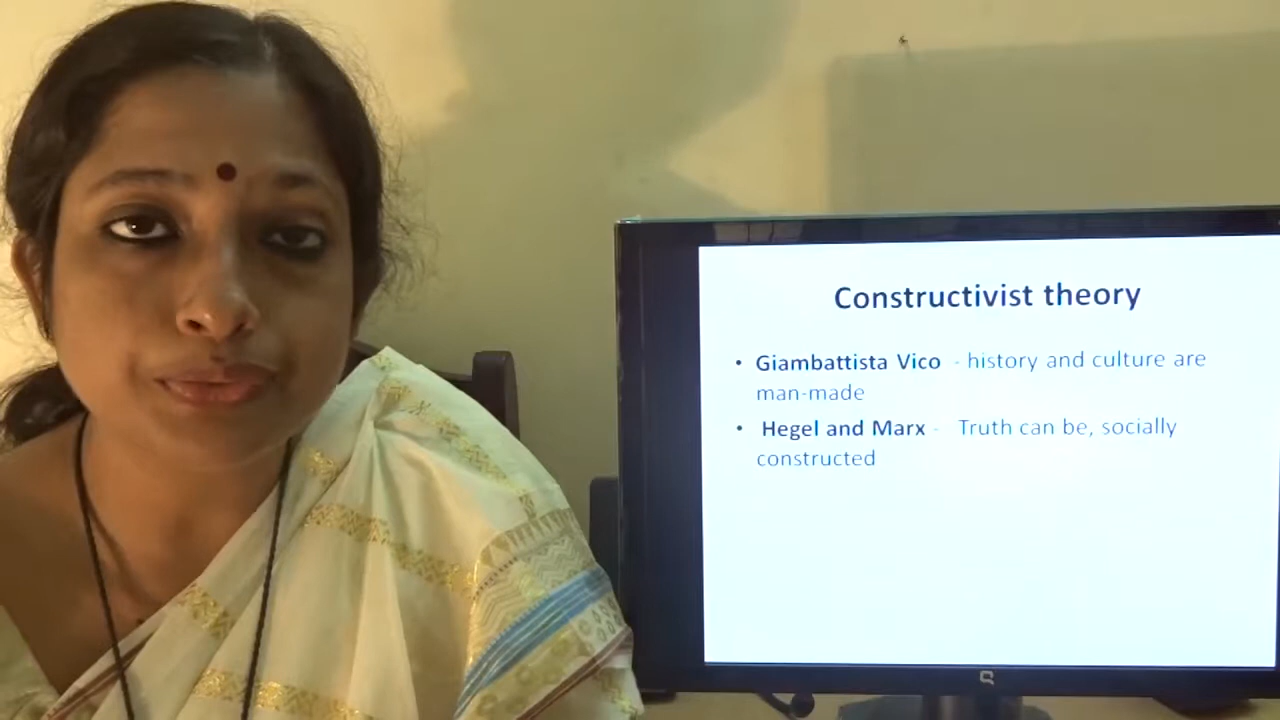 Constructivist theory
• Giambattista Vico - history and culture are
man-made
• Hegel and Marx - Truth can be, socially
constructed